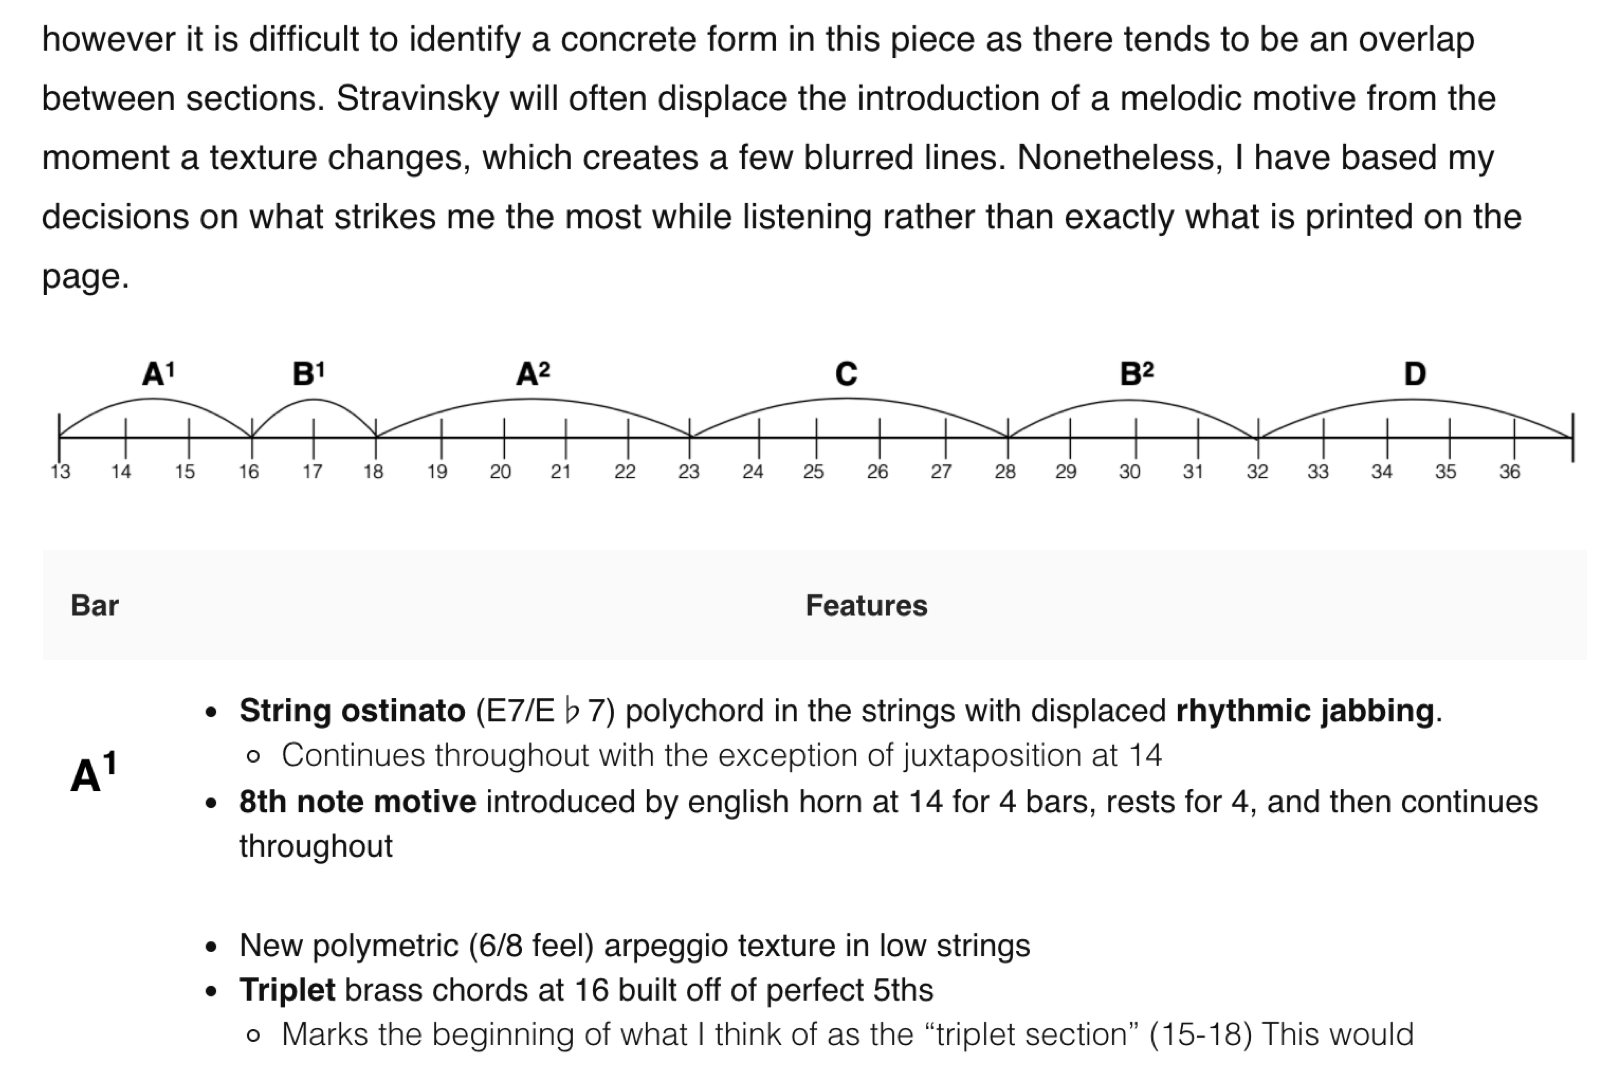 however it is difficult to identify a concrete form in this piece as there tends to be an overlap
between sections. Stravinsky will often displace the introduction of a melodic motive from the
moment a texture changes, which creates a few blurred lines. Nonetheless, I have based my
decisions on what strikes me the most while listening rather than exactly what is printed on the
page.
A¹ B¹ A² C B² D
13 14 15 16 17 18 19 20 21 22 23 24 25 26 27 28 29 30 31 32 33 34 35 36
Bar Features
A¹
• String ostinato (E7/E♭7) polychord in the strings with displaced rhythmic jabbing.
◦ Continues throughout with the exception of juxtaposition at 14
• 8th note motive introduced by english horn at 14 for 4 bars, rests for 4, and then continues
throughout
• New polymetric (6/8 feel) arpeggio texture in low strings
• Triplet brass chords at 16 built off of perfect 5ths
◦ Marks the beginning of what I think of as the “triplet section” (15-18) This would